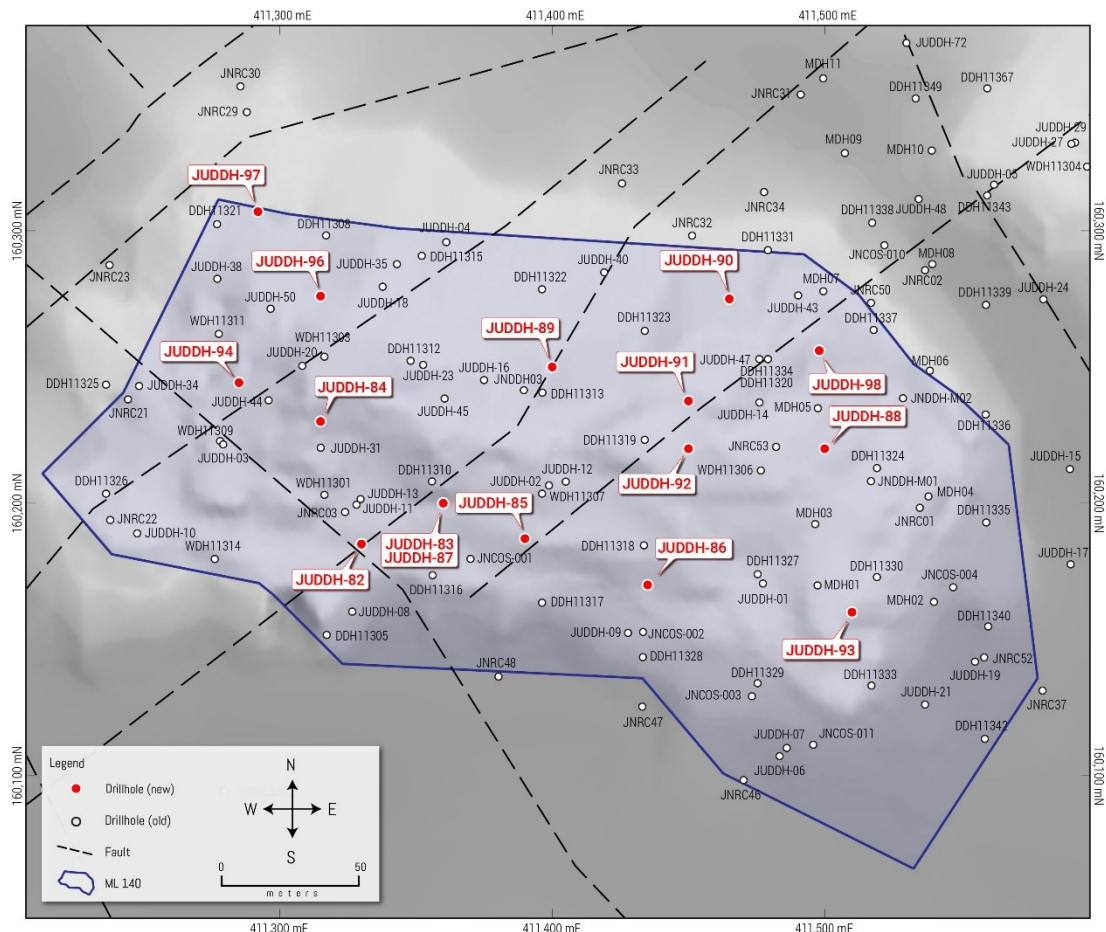 411,300 mE
411,400 mE
411,500 mE
JUDDH-72
MDH11
JNRC30
DDH11367
DDH11349
JNRC31
JNRC29
JUDDH-29
JUDDH-27
MDH09
MDH10
WDH11304
JNRC33
JUDDH-97
JUDDH-05
JUDDH-48
DDH11343
JNRC34
DDH11321
DDH11308
JUDDH-04
JNRC32
DDH11338
160,300 mN
160,300 mN
DDH11331
DDH11315
JNCOS-010
MDH08
JUDDH-96
JUDDH-35
JUDDH-40
JUDDH-90
JNRC23
JUDDH-38
DDH11322
MDH07
JNRC02
JNRC50
JUDDH-24
JUDDH-18
DDH11339
JUDDH-50
JUDDH-43
WDH11311
DDH11323
DDH11337
JUDDH-89
WDH11303
JUDDH-94
JUDDH-20
DDH11312
JUDDH-91
JUDDH-47
DDH11334
MDH06
JUDDH-16
JUDDH-23
JNDDH03
DDH11320
JUDDH-98
DDH11325
JUDDH-34
JUDDH-84
DDH11313
JNRC21
JUDDH-44
JUDDH-45
JUDDH-14
MDH05
JNDDH-M02
JUDDH-88
DDH11336
WDH11309
JUDDH-03
JUDDH-31
DDH11319
JNRC53
DDH11324
DDH11310
JUDDH-12
WDH11306
JUDDH-15
JUDDH-02
JUDDH-92
JNDDH-M01
DDH11326
WDH11301
JUDDH-13
WDH11307
MDH04
160,200 mN
160,200 mN
JUDDH-85
JUDDH-11
JNRC03
JNRC01
DDH11335
JNRC22
MDH03
JUDDH-10
JUDDH-83
JUDDH-87
DDH11318
JUDDH-86
WDH11314
JNCOS-001
JUDDH-17
DDH11327
DDH11330
JUDDH-82
JNCOS-004
DDH11316
JUDDH-01
MDH01
MDH02
DDH11317
JUDDH-08
JUDDH-09
JNCOS-002
DDH11340
DDH11305
JUDDH-93
DDH11328
JNRC52
JNRC48
DDH11329
DDH11333
JUDDH-19
JNCOS-003
JUDDH-21
JNRC37
JNRC47
DDH11342
JUDDH-07
JNCOS-011
JUDDH-06
JNRC46
160,100 mN
160,100 mN
Legend
Drillhole (new)
Drillhole (old)
Fault
ML 140
N
W
E
S
0
50
meters
411,300 mE
411,400 mE
411,500 mE